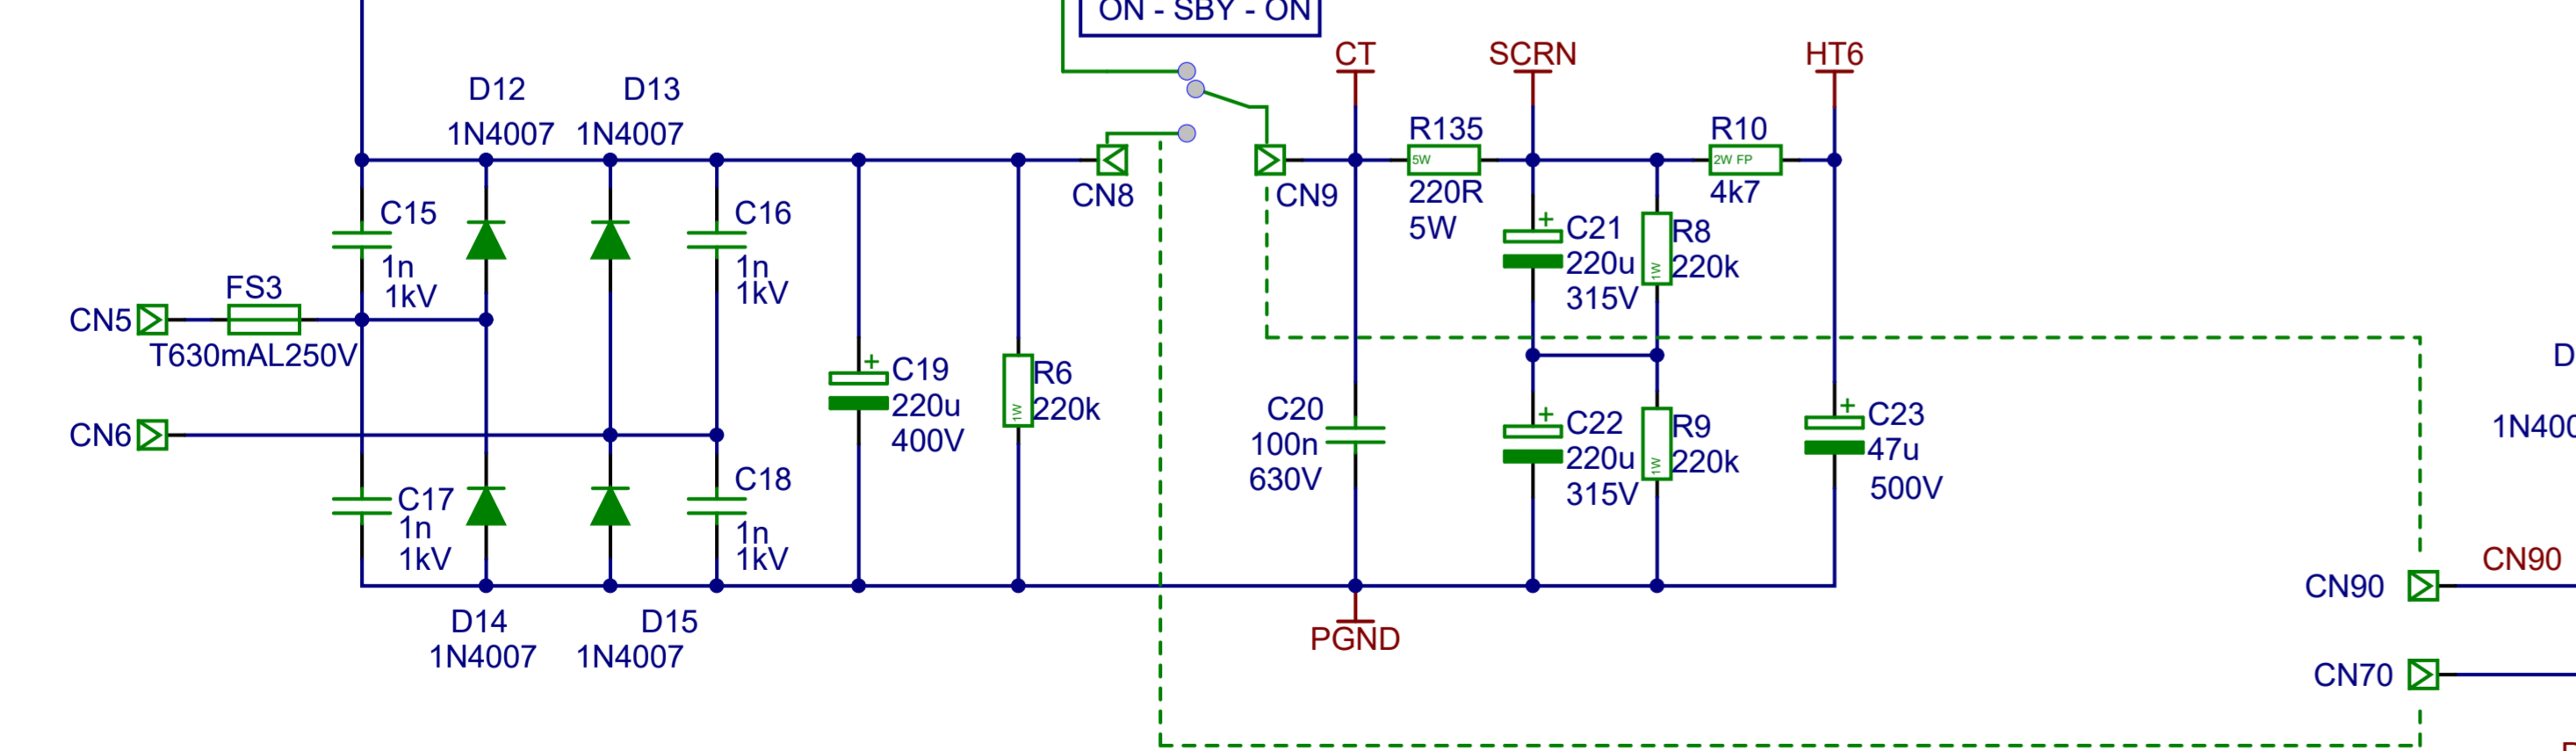 ON - SBY - ON
CT
SCRN
HT6
D12
D13
1N4007
1N4007
R135
5W
220R
5W
R10
2W FP
4k7
CN8
CN9
C15
1n
1kV
C16
1n
1kV
C21
+
220u
315V
R8
1W
220k
FS3
CN5
T630mAL250V
C19
+
220u
400V
R6
1W
220k
CN6
C20
100n
630V
C22
+
220u
315V
R9
1W
220k
C23
+
47u
500V
C17
1n
1kV
C18
1n
1kV
D14
1N4007
D15
1N4007
PGND
CN90
CN90
CN70